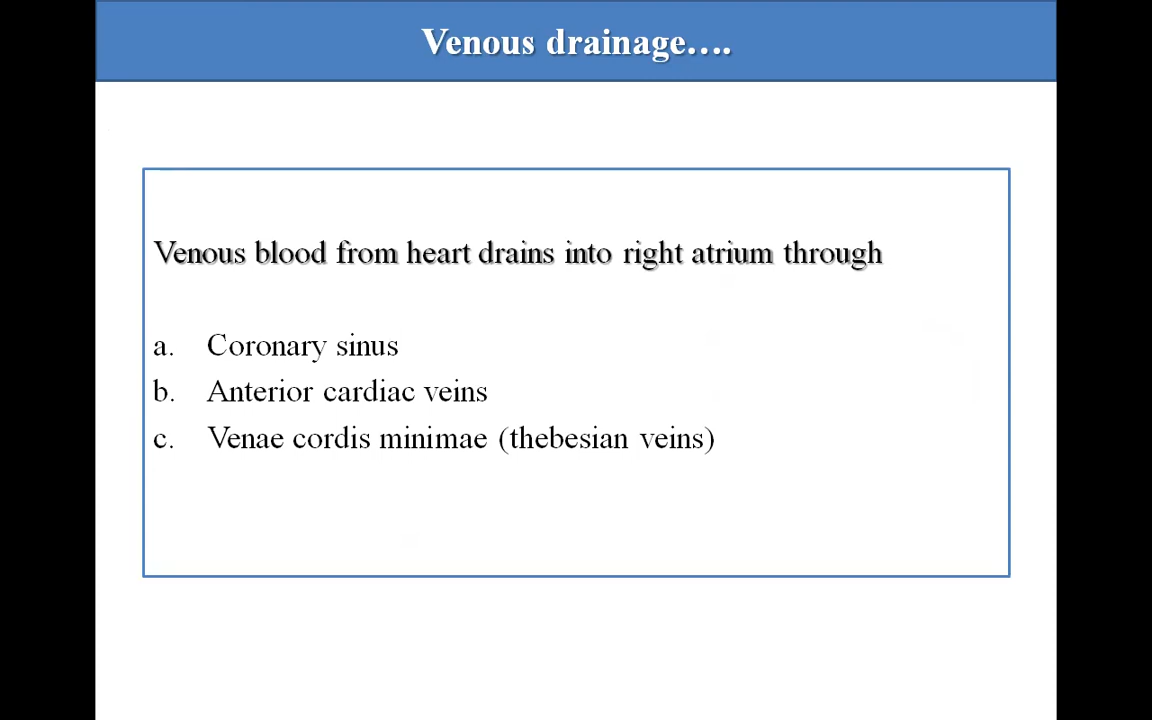 Venous drainage....
Venous blood from heart drains into right atrium through
a. Coronary sinus
b. Anterior cardiac veins
c. Venae cordis minimae (thebesian veins)